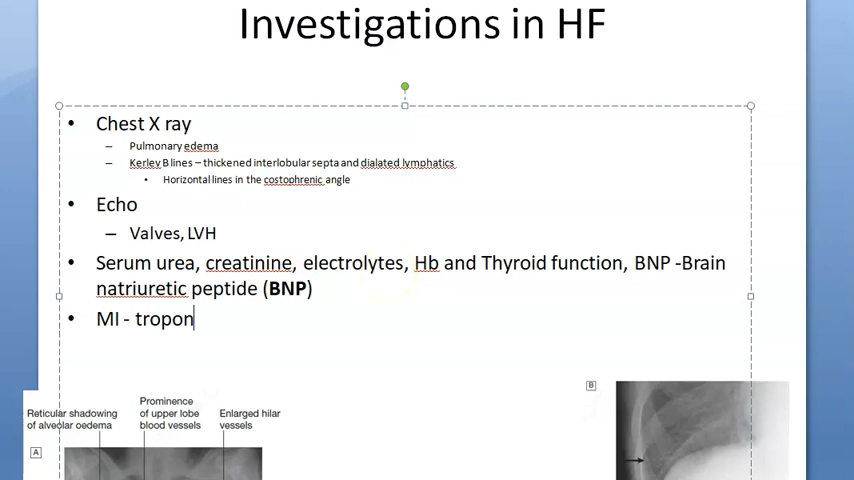 Investigations in HF
• Chest X ray
– Pulmonary edema
– Kerley B lines – thickened interlobular septa and dialated lymphatics
• Horizontal lines in the costophrenic angle
• Echo
– Valves, LVH
• Serum urea, creatinine, electrolytes, Hb and Thyroid function, BNP -Brain
natriuretic peptide (BNP)
• MI - tropon
Reticular shadowing
of alveolar oedema
Prominence
of upper lobe
blood vessels
Enlarged hilar
vessels
A
B